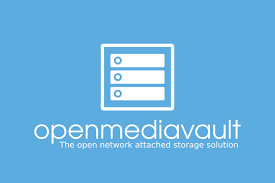 openmediavault
The open network attached storage solution